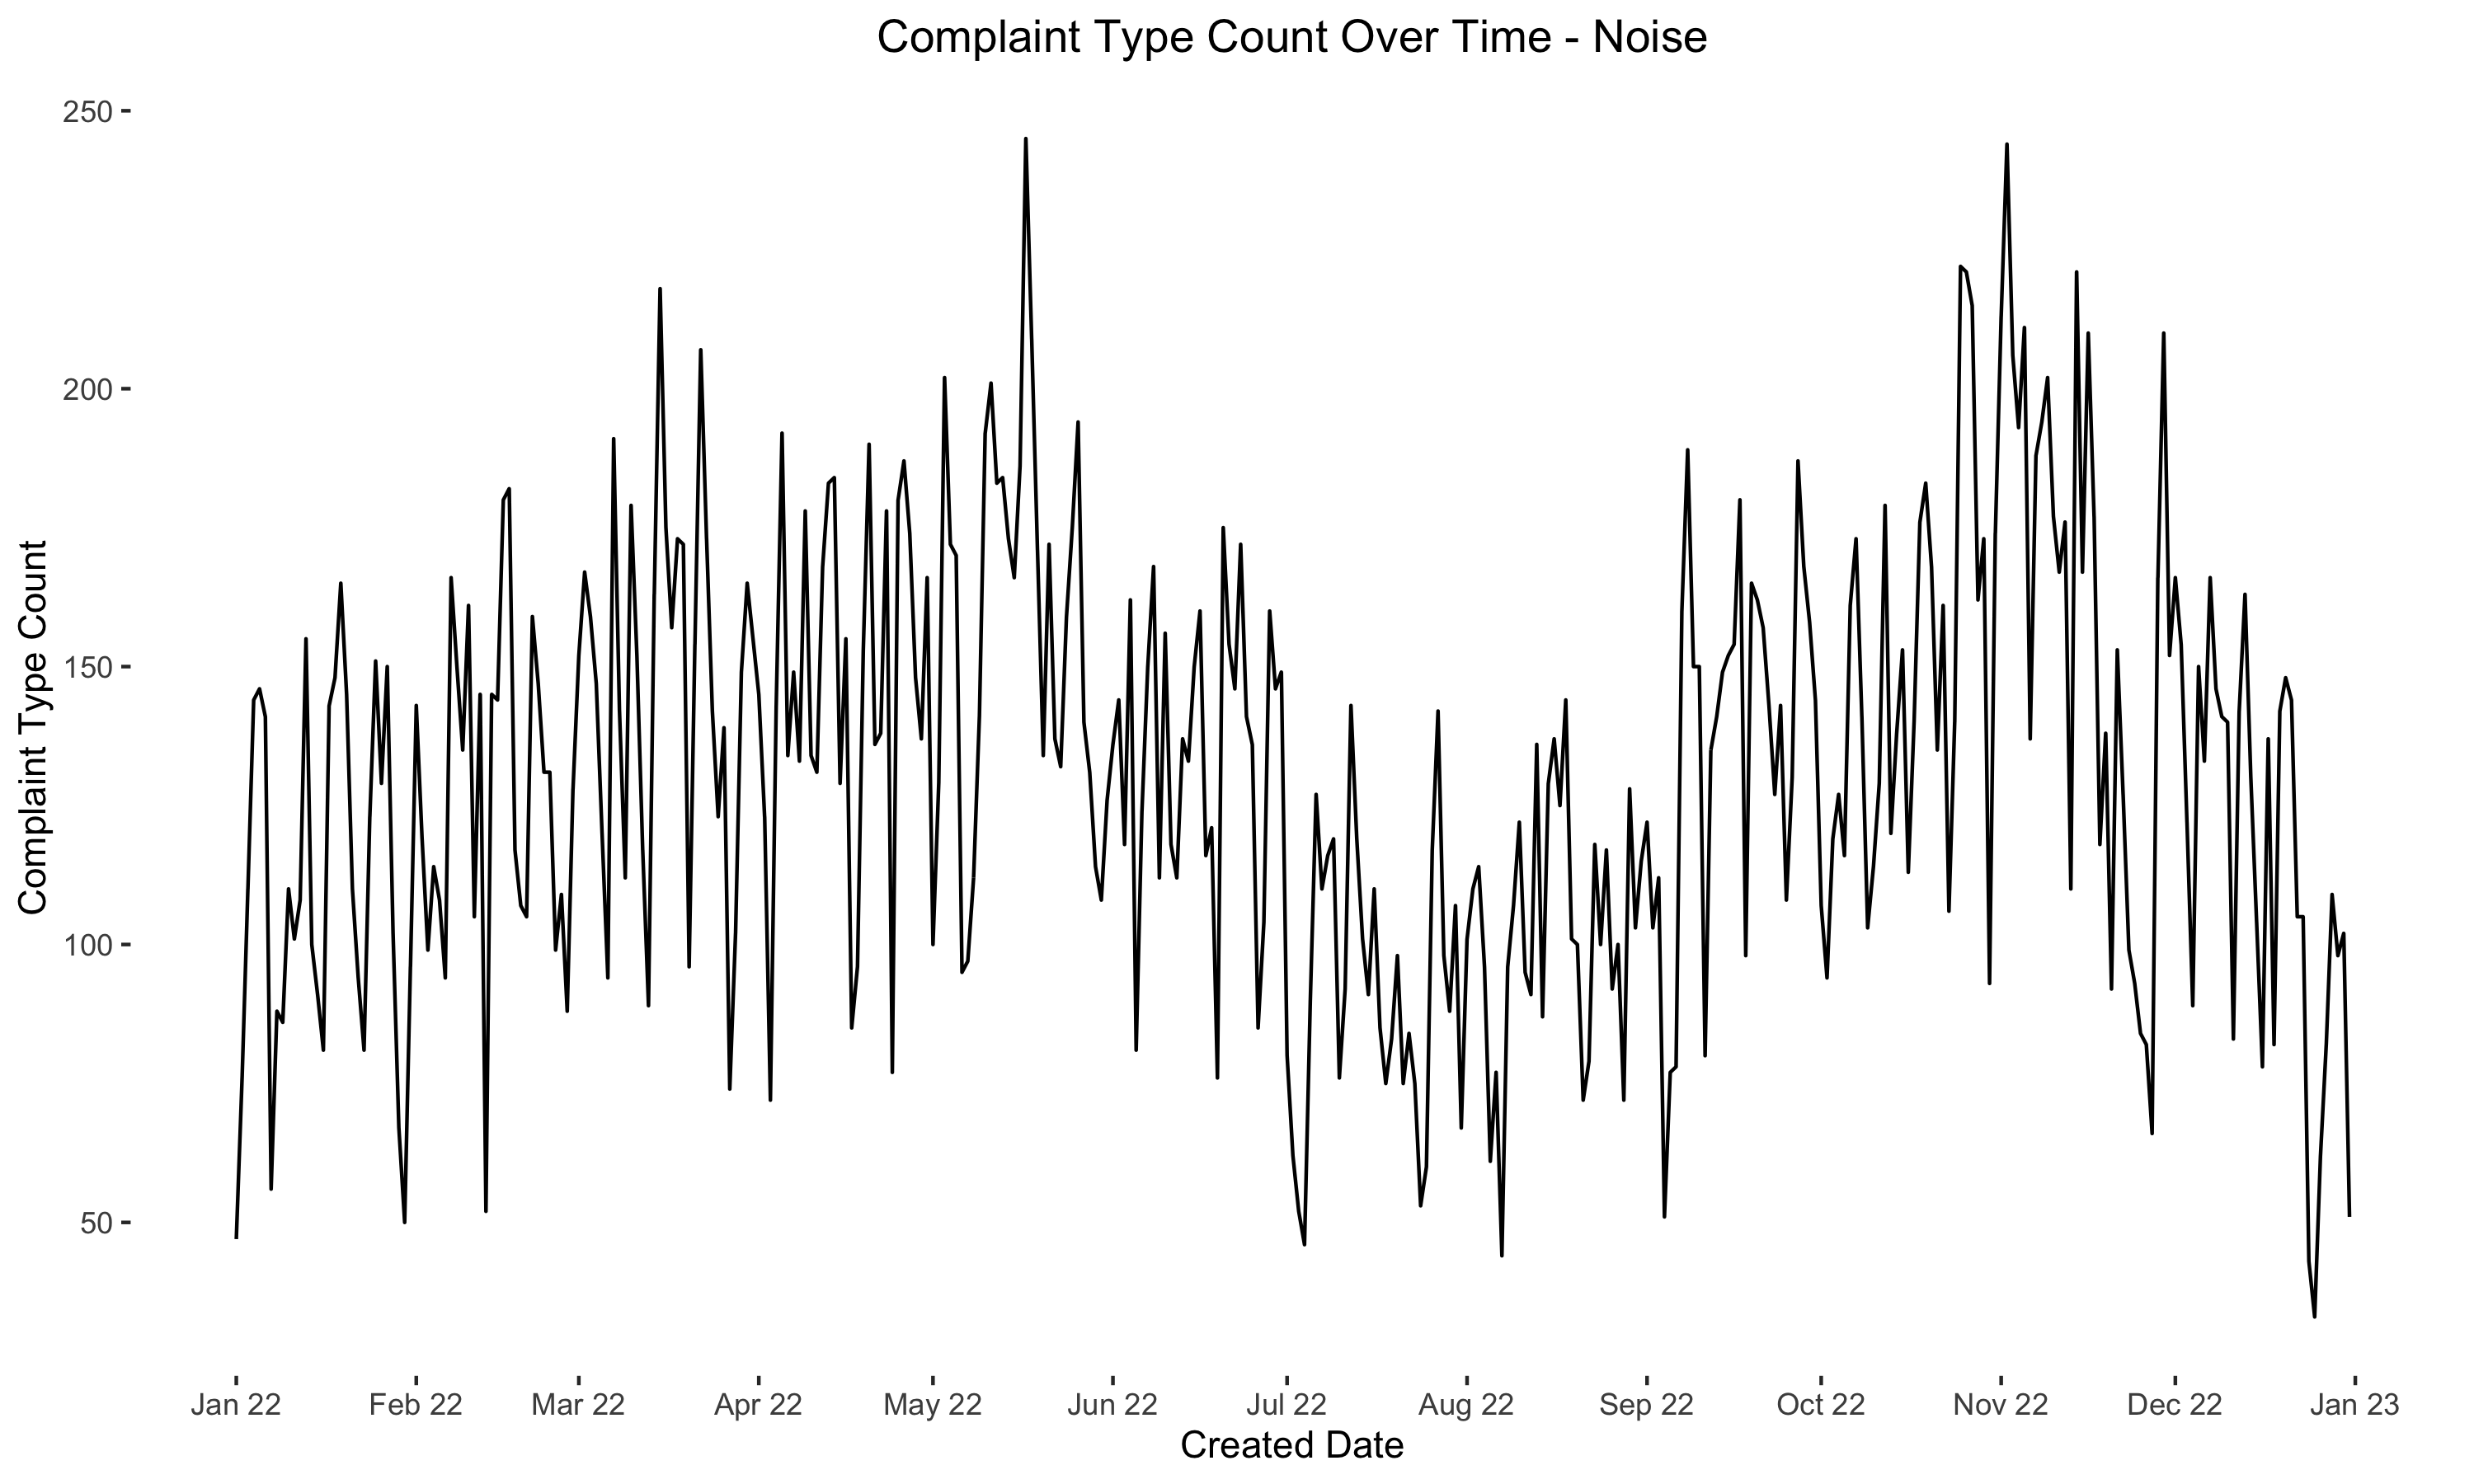 Complaint Type Count Over Time - Noise
250
200
150
100
50
Complaint Type Count
Jan 22 Feb 22 Mar 22 Apr 22 May 22 Jun 22 Jul 22 Aug 22 Sep 22 Oct 22 Nov 22 Dec 22 Jan 23
Created Date